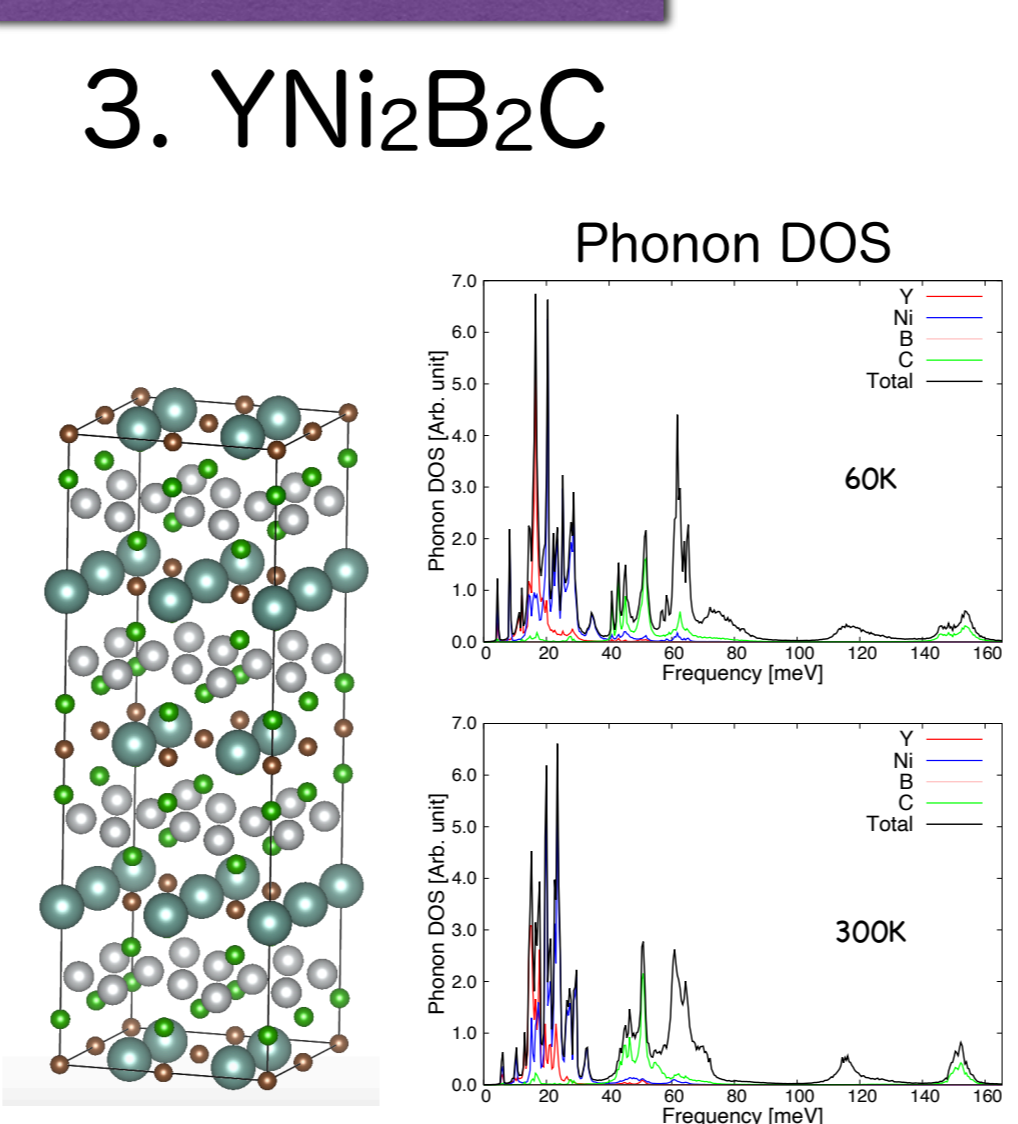 3. YNi2B2C
Phonon DOS
7.0
6.0
5.0
4.0
3.0
2.0
1.0
0.0
Phonon DOS [Arb. unit]
Y
Ni
B
C
Total
60K
0 20 40 60 80 100 120 140 160
Frequency [meV]
7.0
6.0
5.0
4.0
3.0
2.0
1.0
0.0
Phonon DOS [Arb. unit]
Y
Ni
B
C
Total
300K
0 20 40 60 80 100 120 140 160
Frequency [meV]